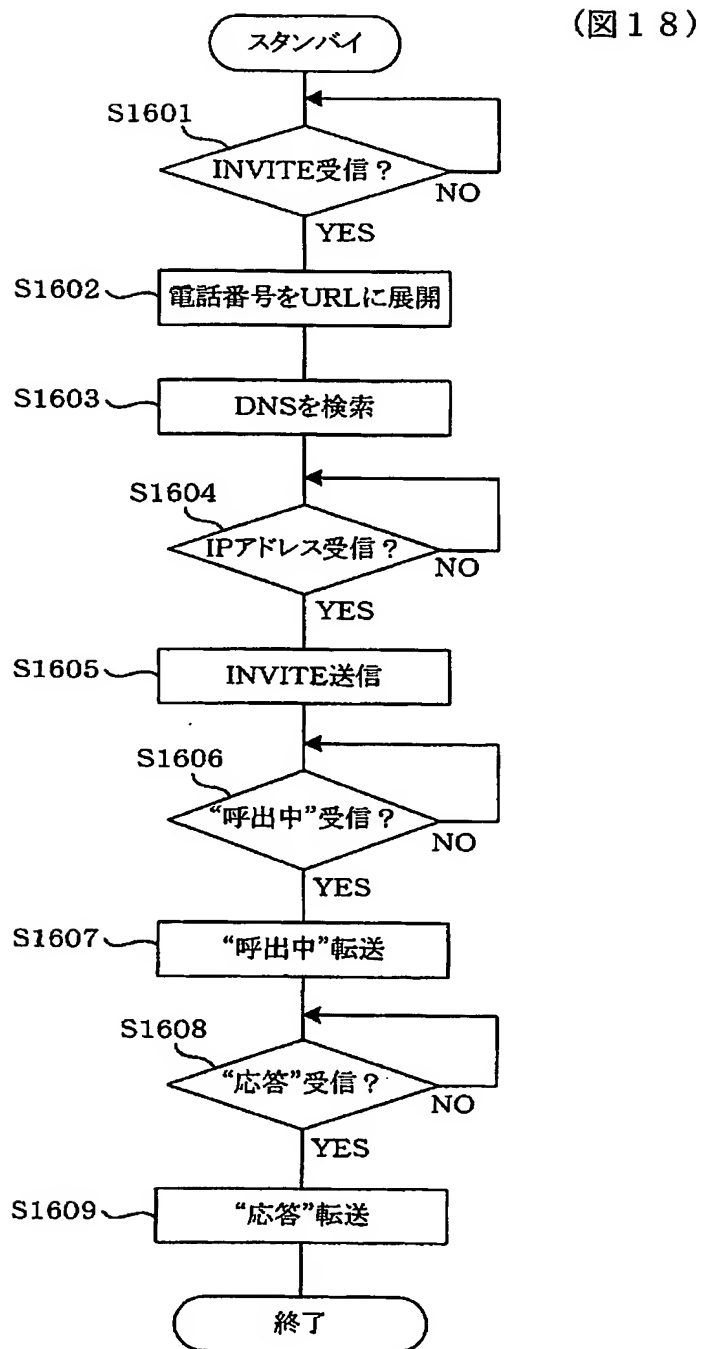 (図18)
スタンバイ
S1601
INVITE受信?
NO
YES
S1602
電話番号をURLに展開
S1603
DNSを検索
S1604
IPアドレス受信?
NO
YES
S1605
INVITE送信
S1606
“呼出中”受信?
NO
YES
S1607
“呼出中”転送
S1608
“応答”受信?
NO
YES
S1609
“応答”転送
終了